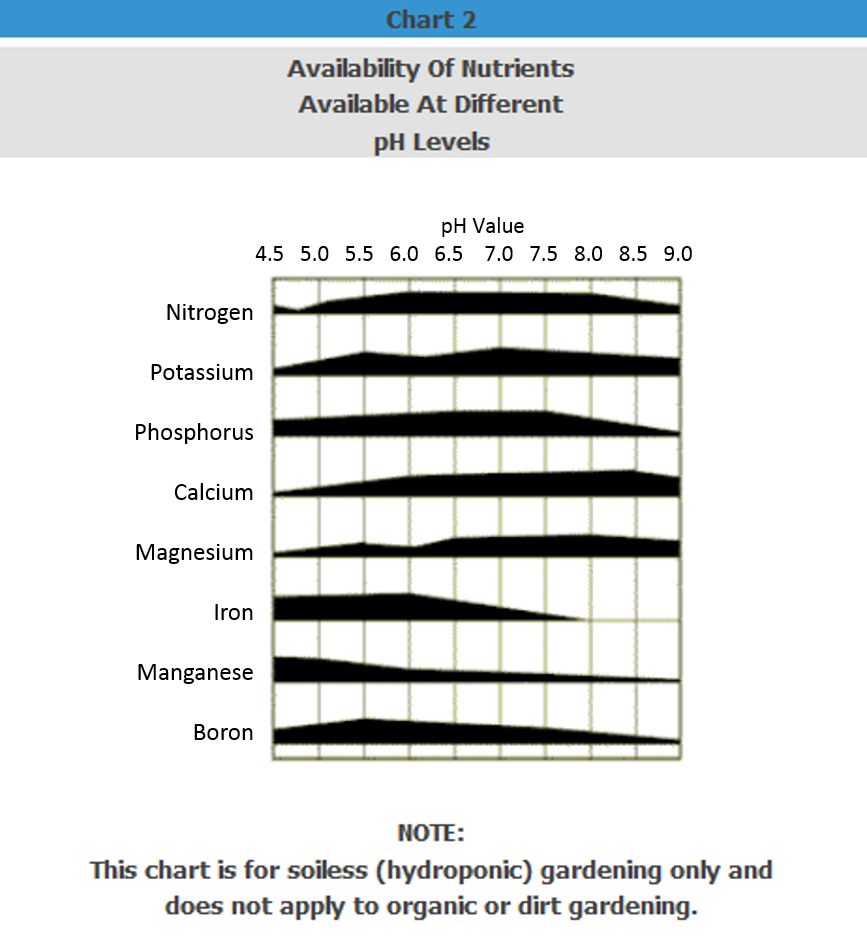 Chart 2
Availability Of Nutrients
Available At Different
pH Levels
pH Value
4.5 5.0 5.5 6.0 6.5 7.0 7.5 8.0 8.5 9.0
Nitrogen
Potassium
Phosphorus
Calcium
Magnesium
Iron
Manganese
Boron
NOTE:
This chart is for soiless (hydroponic) gardening only and
does not apply to organic or dirt gardening.